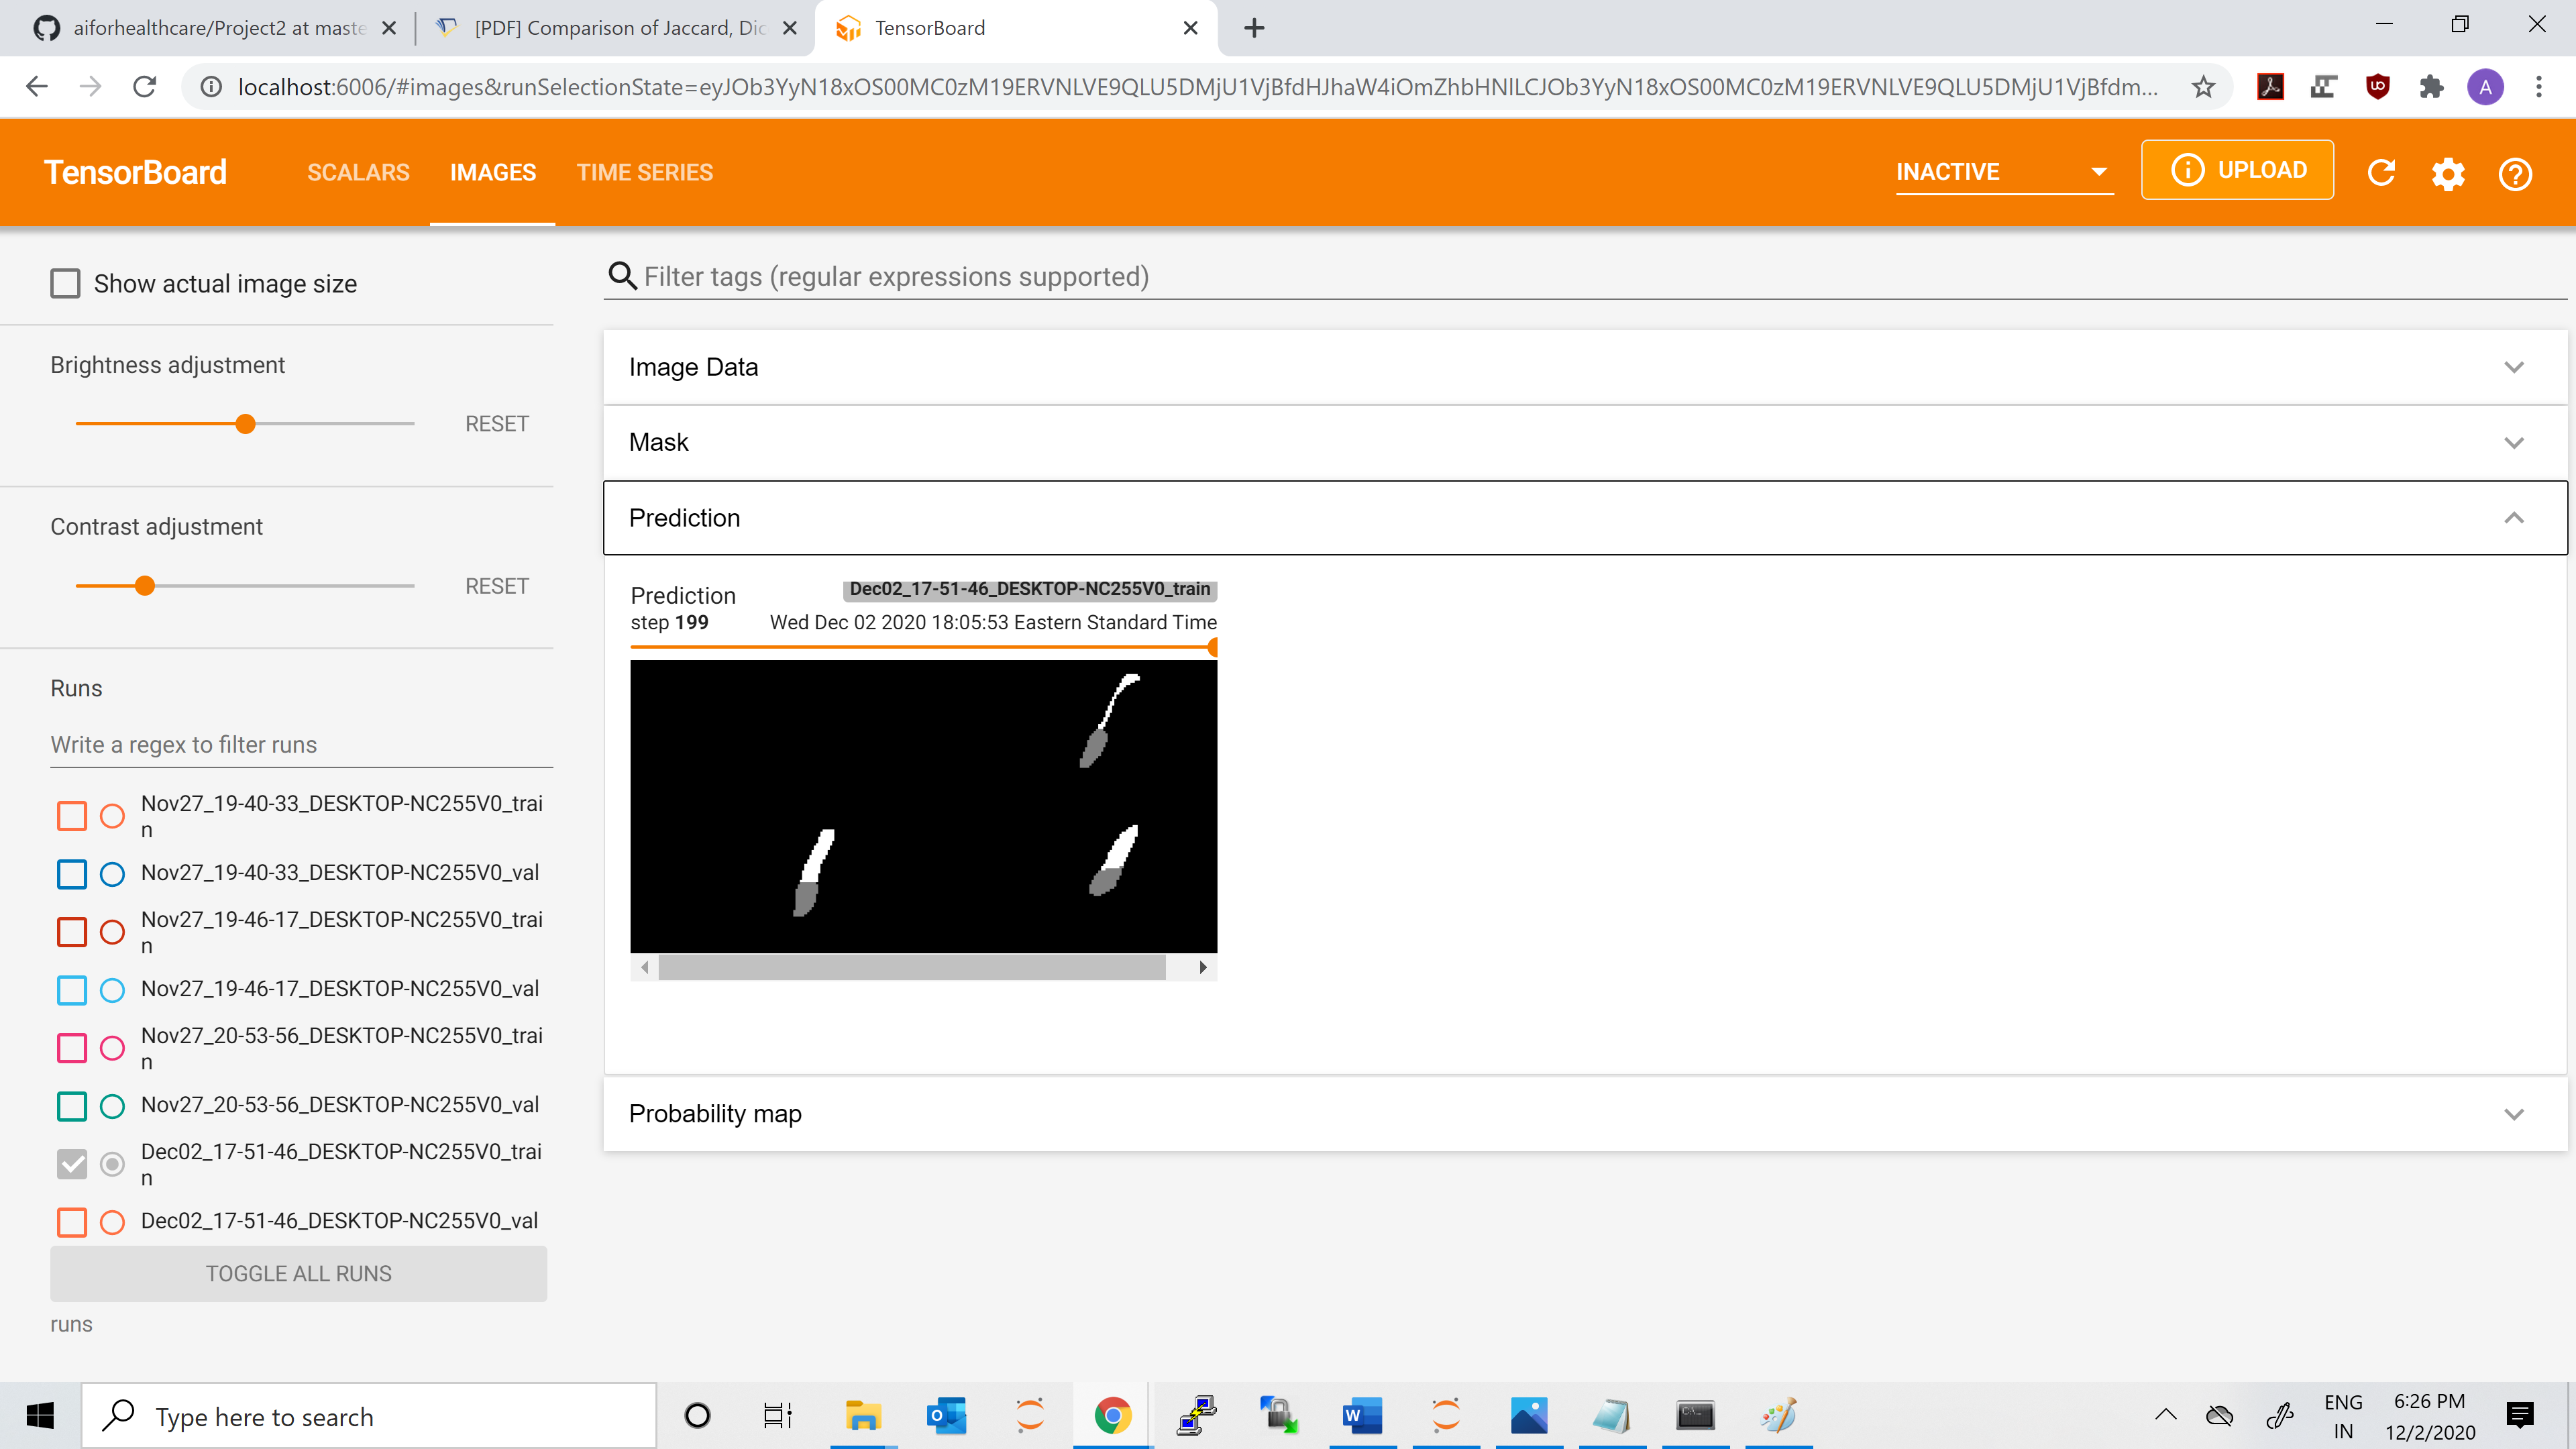 aiforhealthcare/Project2 at maste
[PDF] Comparison of Jaccard, Dic
TensorBoard
localhost:6006/#images&runSelectionState=eyJOb3YyN18xOS00MC0zM19ERVNLVE9QLU5DMjU1VjBfdHJhaW4iOmZhbHNlLCJOb3YyN18xOS00MC0zM19ERVNLVE9QLU5DMjU1VjBfdm...
A
TensorBoard
SCALARS
IMAGES
TIME SERIES
INACTIVE
UPLOAD
Show actual image size
Filter tags (regular expressions supported)
Brightness adjustment
RESET
Contrast adjustment
RESET
Runs
Write a regex to filter runs
Nov27_19-40-33_DESKTOP-NC255V0_trai
n
Nov27_19-40-33_DESKTOP-NC255V0_val
Nov27_19-46-17_DESKTOP-NC255V0_trai
n
Nov27_19-46-17_DESKTOP-NC255V0_val
Nov27_20-53-56_DESKTOP-NC255V0_trai
n
Nov27_20-53-56_DESKTOP-NC255V0_val
Dec02_17-51-46_DESKTOP-NC255V0_trai
n
Dec02_17-51-46_DESKTOP-NC255V0_val
TOGGLE ALL RUNS
runs
Image Data
Mask
Prediction
Prediction
Dec02_17-51-46_DESKTOP-NC255V0_train
step 199
Wed Dec 02 2020 18:05:53 Eastern Standard Time
Probability map
Type here to search
ENG
IN
6:26 PM
12/2/2020